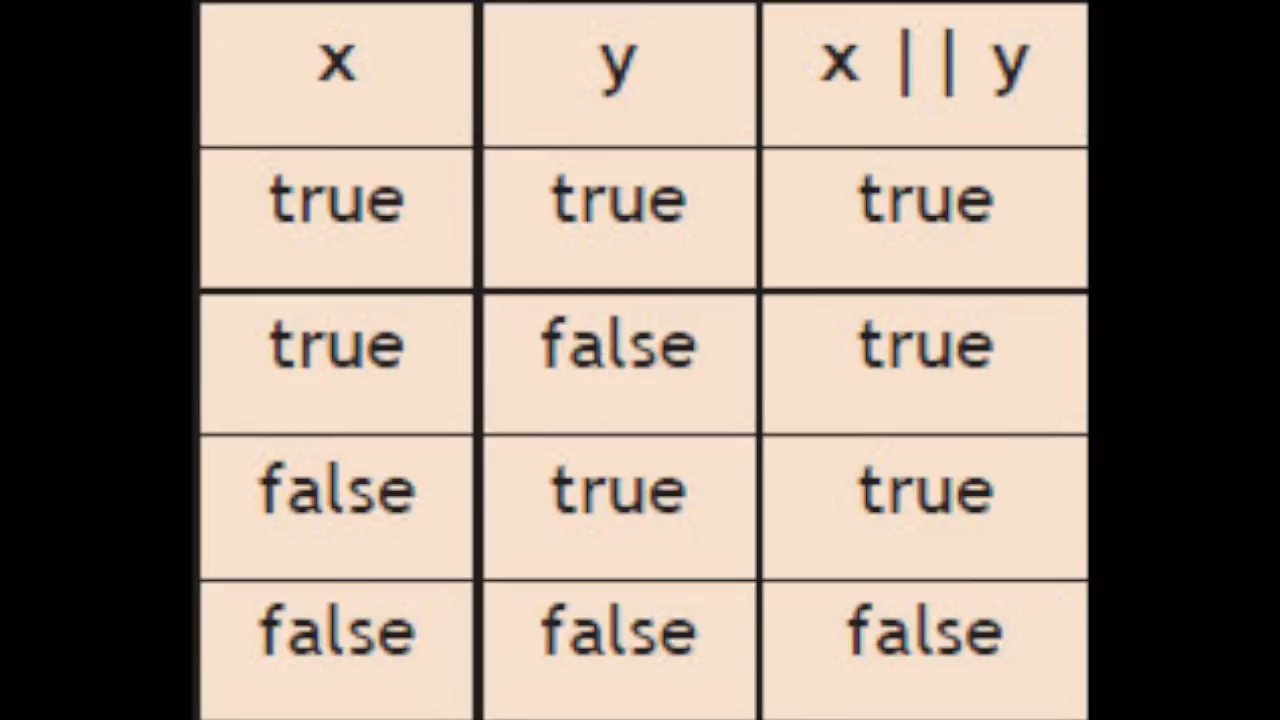 x y x || y
true true true
true false true
false true true
false false false